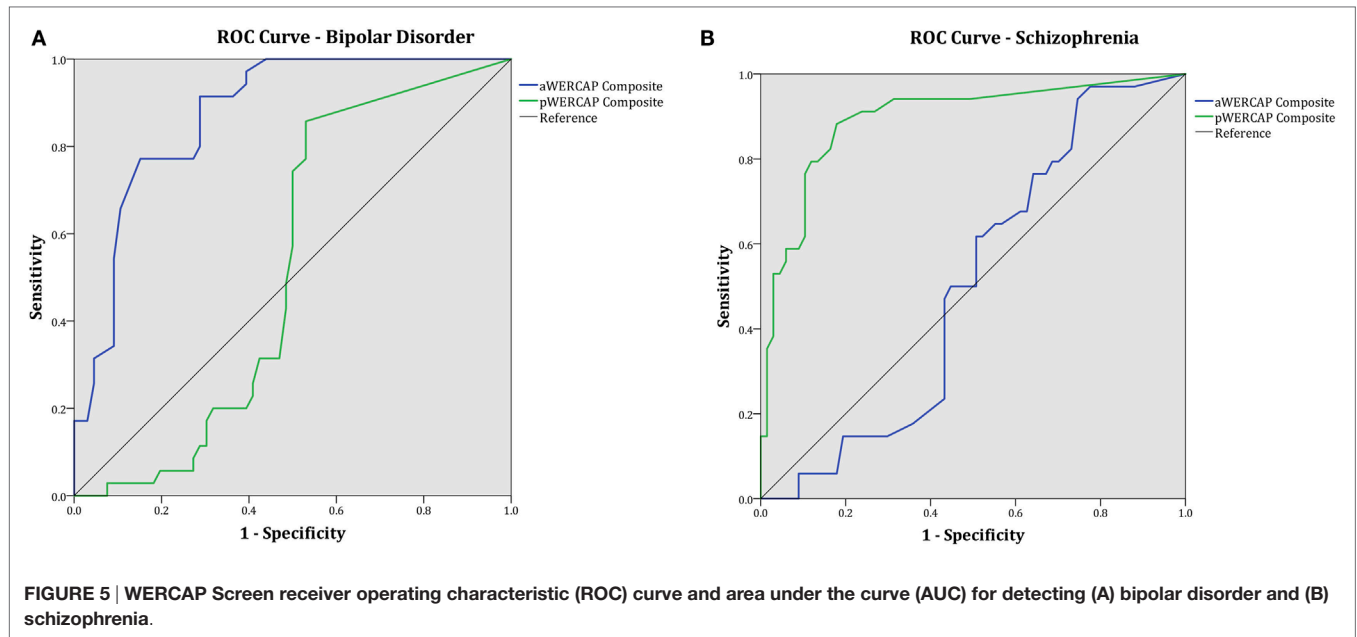 A
ROC Curve - Bipolar Disorder
1.0
0.8
0.6
0.4
0.2
0.0
Sensitivity
0.0 0.2 0.4 0.6 0.8 1.0
1 - Specificity
aWERCAP Composite
pWERCAP Composite
Reference
B
ROC Curve - Schizophrenia
1.0
0.8
0.6
0.4
0.2
0.0
Sensitivity
0.0 0.2 0.4 0.6 0.8 1.0
1 - Specificity
aWERCAP Composite
pWERCAP Composite
Reference
FIGURE 5 | WERCAP Screen receiver operating characteristic (ROC) curve and area under the curve (AUC) for detecting (A) bipolar disorder and (B)
schizophrenia.